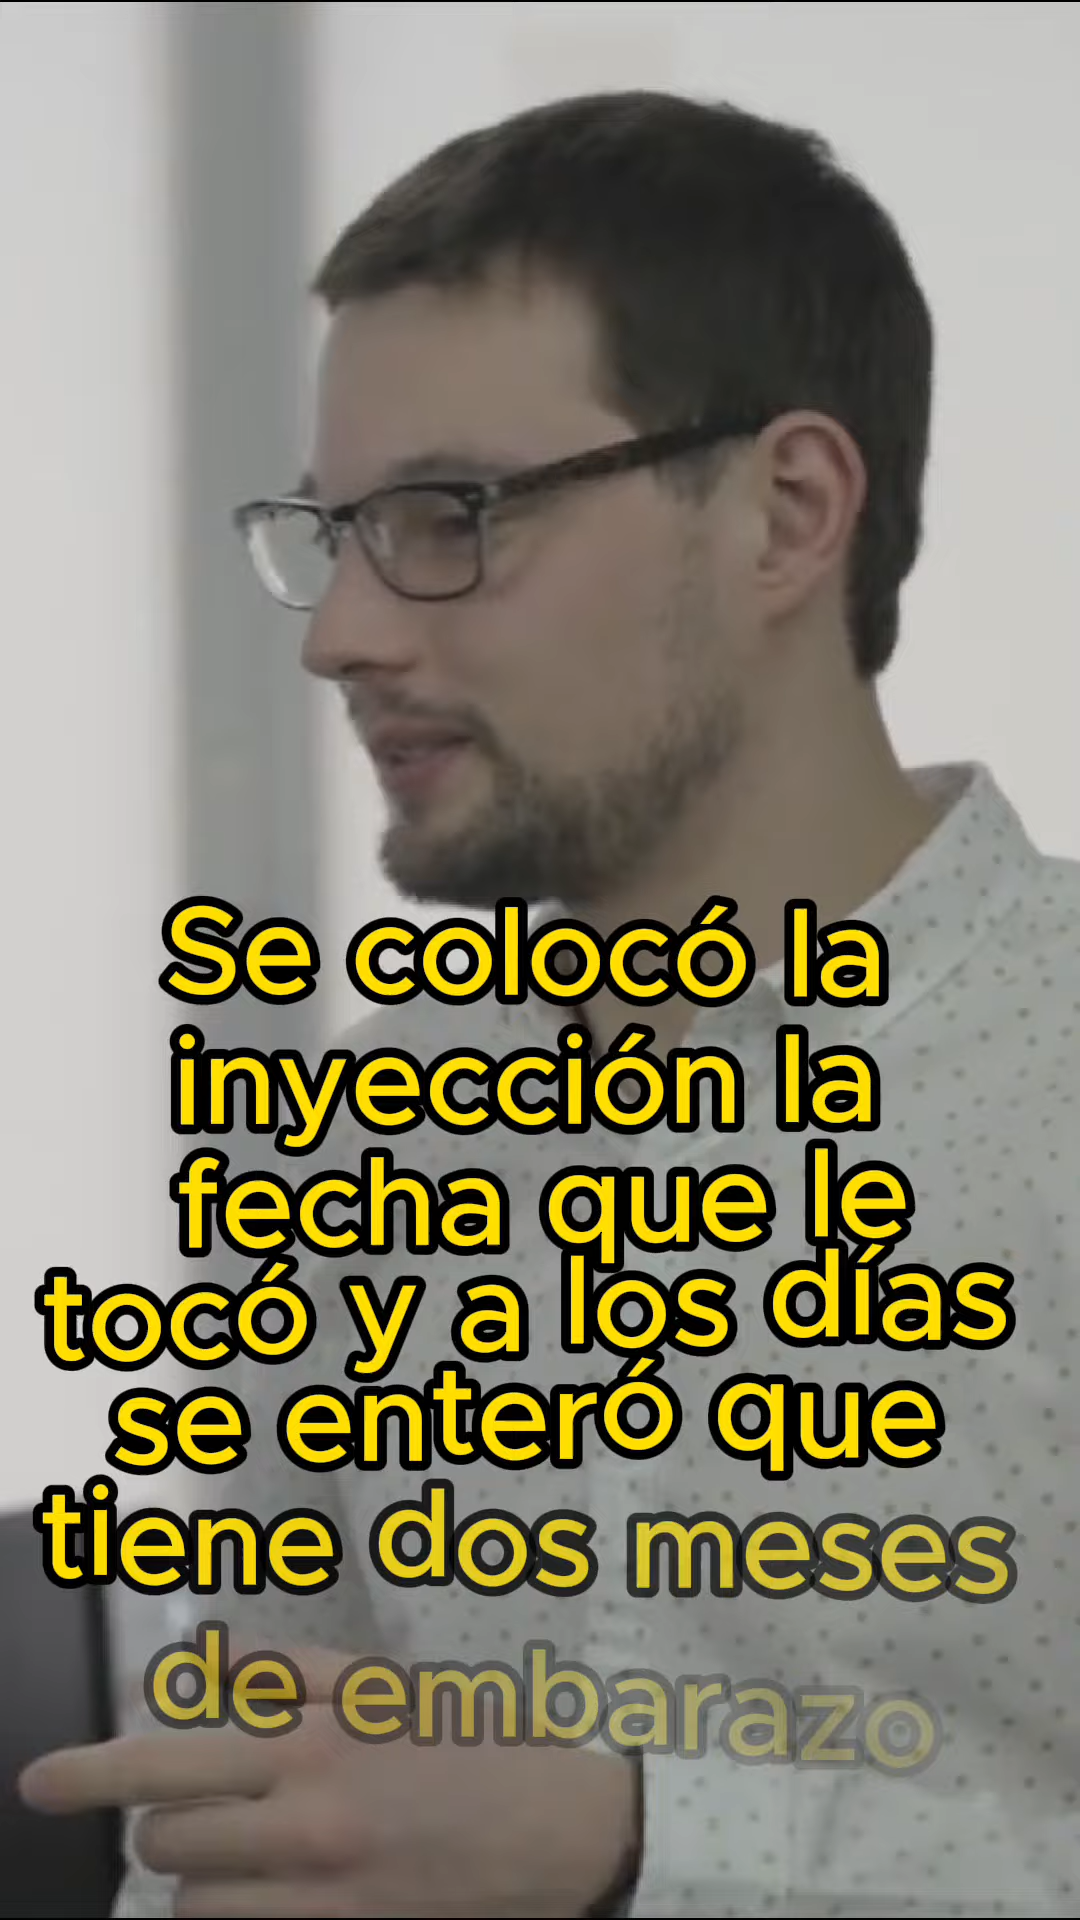 Se colocó la
inyección la
fecha que le
tocó y a los días
se enteró que
tiene dos meses
de embarazo